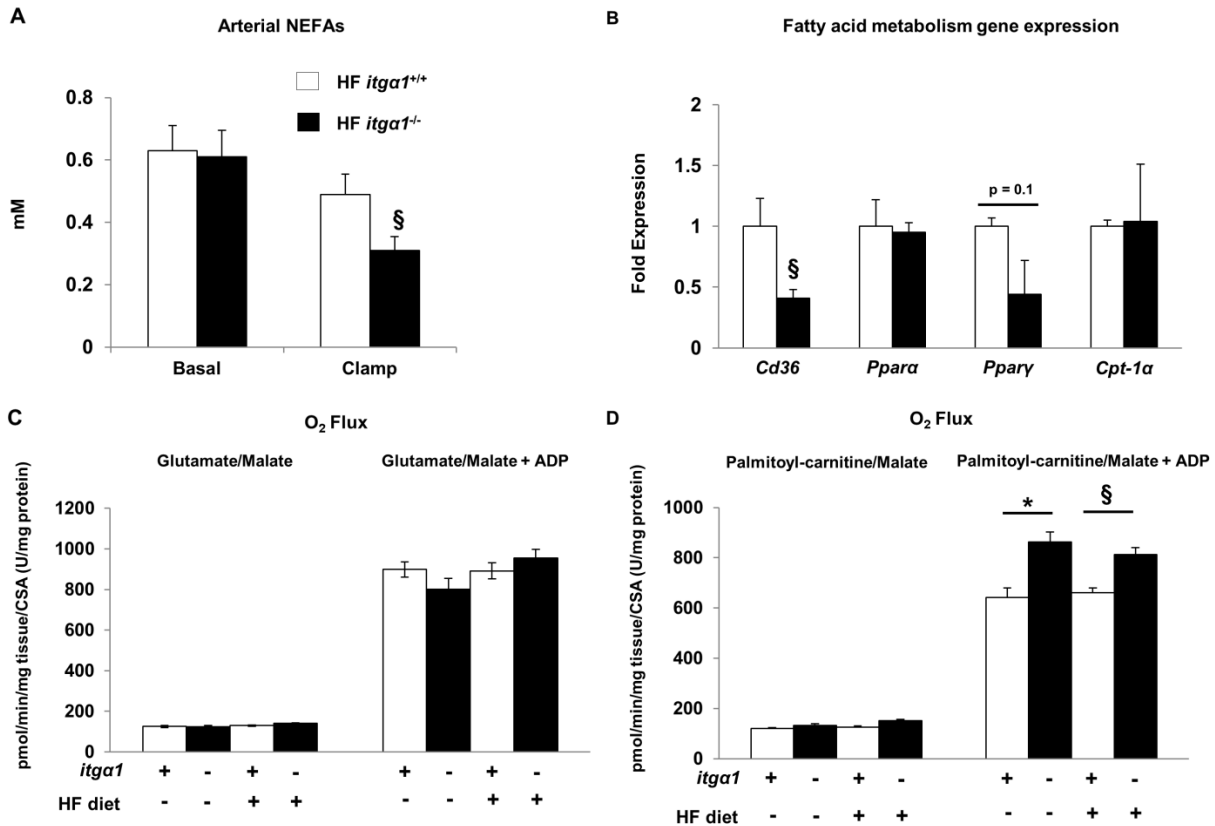 A
Arterial NEFAs
HF itgα1+/+
HF itgα1-/-
mM
0.8
0.6
0.4
0.2
0
§
Basal Clamp
B
Fatty acid metabolism gene expression
Fold Expression
2
1.5
1
0.5
0
§
p = 0.1
Cd36 Pparα Pparγ Cpt-1α
C
O2 Flux
Glutamate/Malate Glutamate/Malate + ADP
pmol/min/mg tissue/CSA (U/mg protein)
1200
1000
800
600
400
200
0
itgα1 + - + - + - + -
HF diet - - + + - - + +
D
O2 Flux
Palmitoyl-carnitine/Malate Palmitoyl-carnitine/Malate + ADP
pmol/min/mg tissue/CSA (U/mg protein)
1000
800
600
400
200
0
* §
itgα1 + - + - + - + -
HF diet - - + + - - + +